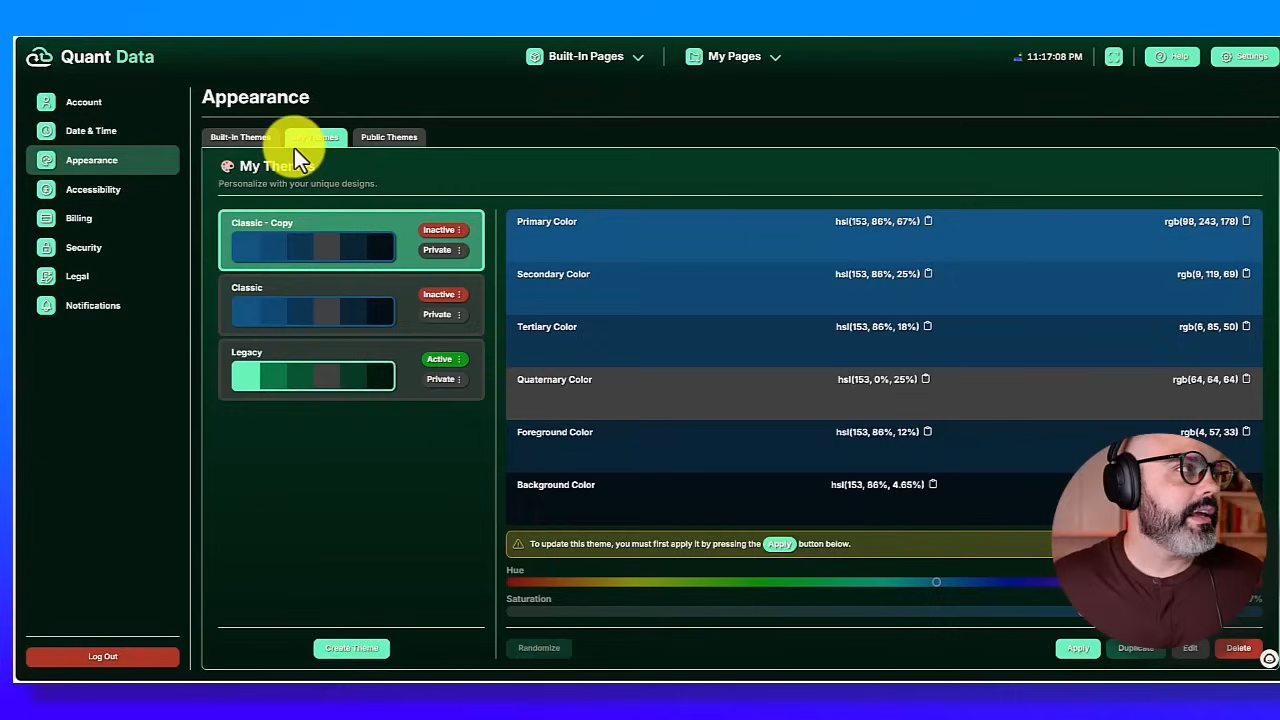 Quant Data
Built-In Pages
My Pages
11:17:08 PM
Help
Settings
Account
Date & Time
Appearance
Accessibility
Billing
Security
Legal
Notifications
Log Out
Appearance
Built-In Themes
Public Themes
My Themes
Personalize with your unique designs.
Classic - Copy
Inactive
Private
Classic
Inactive
Private
Legacy
Active
Private
Create Theme
Primary Color hsl(153, 86%, 67%) rgb(98, 243, 178)
Secondary Color hsl(153, 86%, 25%) rgb(9, 119, 69)
Tertiary Color hsl(153, 86%, 18%) rgb(6, 85, 50)
Quaternary Color hsl(153, 0%, 25%) rgb(64, 64, 64)
Foreground Color hsl(153, 86%, 12%) rgb(4, 57, 33)
Background Color hsl(153, 86%, 4.65%)
To update this theme, you must first apply it by pressing the Apply button below.
Hue
Saturation
Randomize
Apply
Duplicate
Edit
Delete